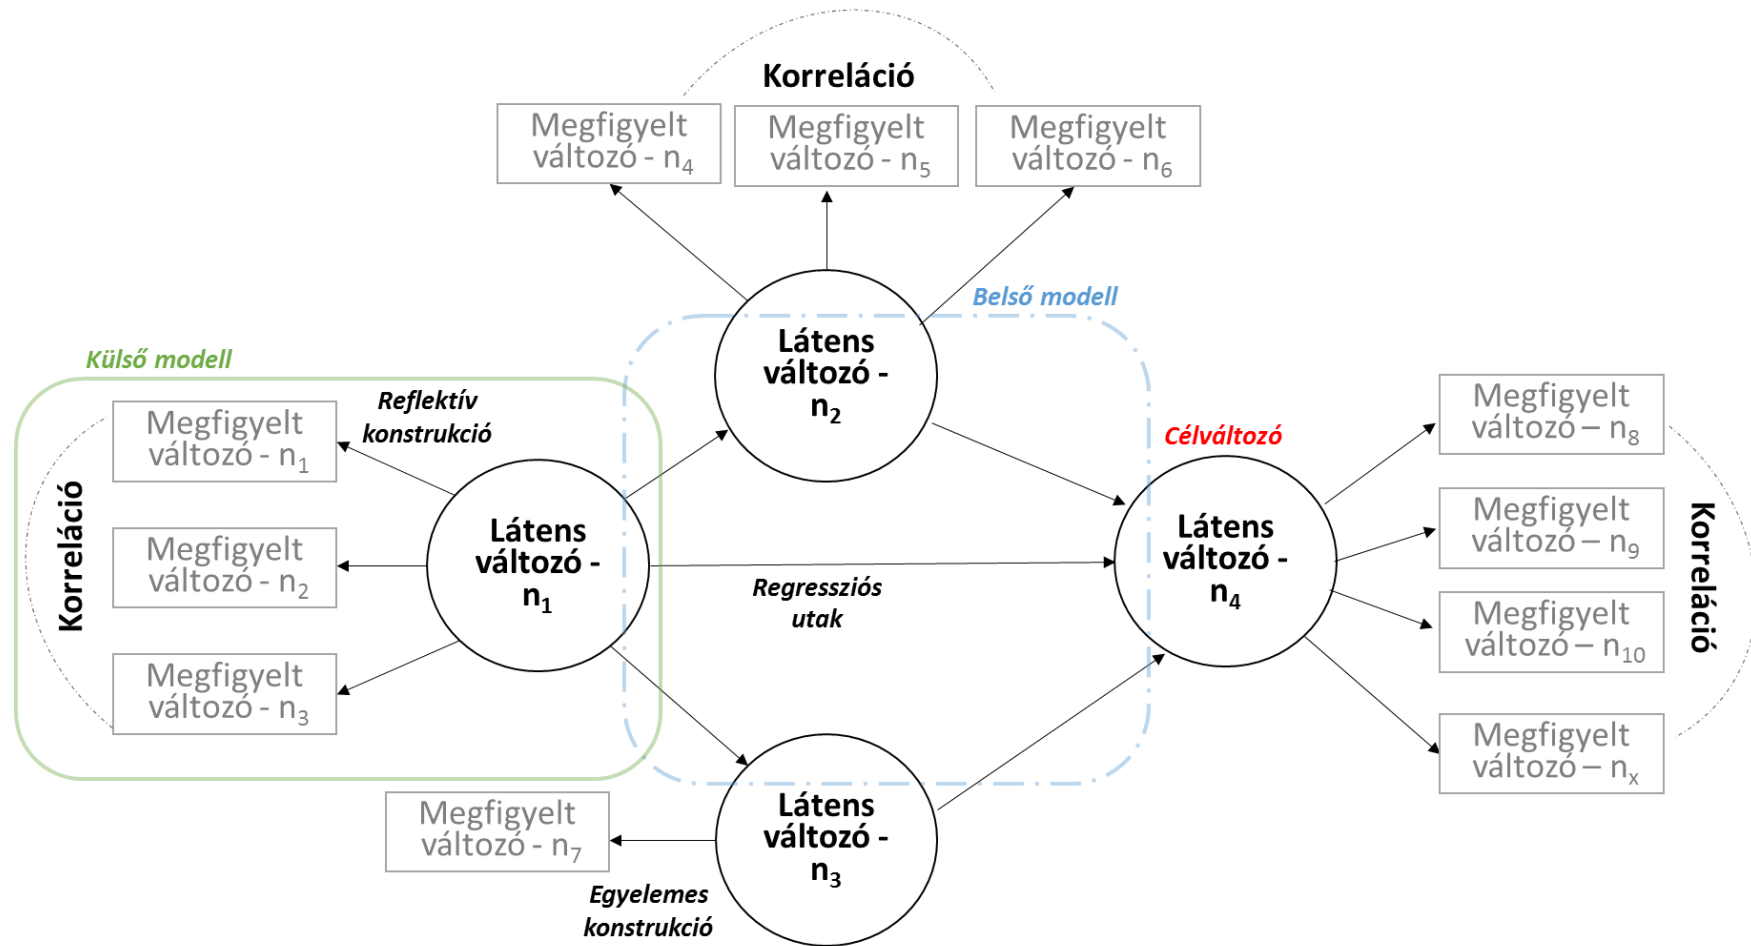 Korreláció
Megfigyelt
változó - n₄
Megfigyelt
változó - n₅
Megfigyelt
változó - n₆
Belső modell
Látens
változó -
n₂
Külső modell
Reflektív
konstrukció
Megfigyelt
változó - n₁
Korreláció
Megfigyelt
változó - n₂
Megfigyelt
változó - n₃
Látens
változó -
n₁
Regressziós
utak
Célváltozó
Látens
változó -
n₄
Megfigyelt
változó – n₈
Megfigyelt
változó – n₉
Megfigyelt
változó – n₁₀
Megfigyelt
változó – nₓ
Korreláció
Megfigyelt
változó - n₇
Látens
változó -
n₃
Egyelemes
konstrukció